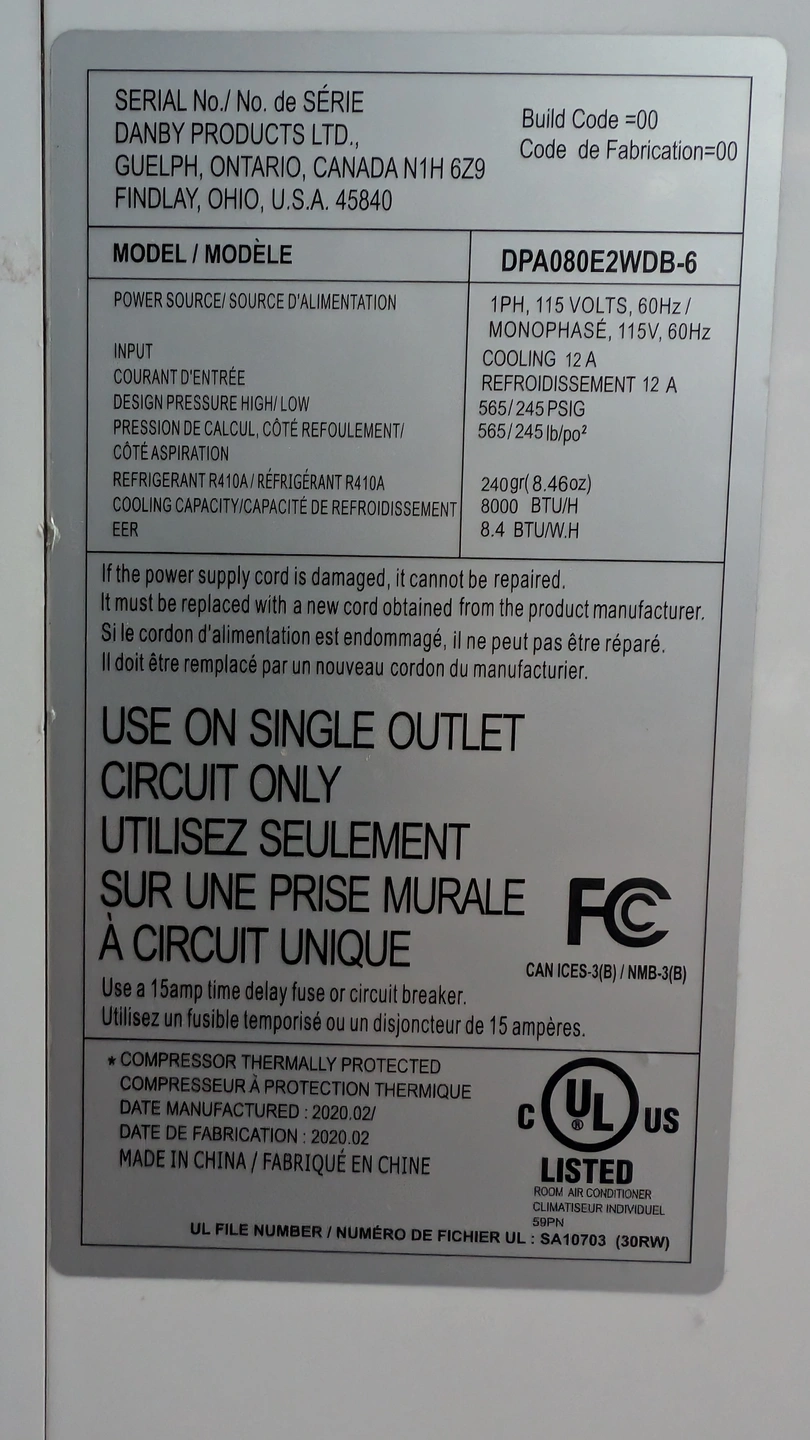 SERIAL No./ No. de SÉRIE
DANBY PRODUCTS LTD.,
GUELPH, ONTARIO, CANADA N1H 6Z9
FINDLAY, OHIO, U.S.A. 45840
Build Code =00
Code de Fabrication=00
MODEL / MODÈLE
DPA080E2WDB-6
POWER SOURCE/ SOURCE D'ALIMENTATION
1PH, 115 VOLTS, 60Hz /
MONOPHASÉ, 115V, 60Hz
INPUT
COOLING 12 A
COURANT D'ENTRÉE
REFROIDISSEMENT 12 A
DESIGN PRESSURE HIGH/ LOW
565/245 PSIG
PRESSION DE CALCUL, CÔTÉ REFOULEMENT/
565/245 lb/po²
CÔTÉ ASPIRATION
REFRIGERANT R410A / RÉFRIGÉRANT R410A
240gr(8.46oz)
COOLING CAPACITY/CAPACITÉ DE REFROIDISSEMENT
8000 BTU/H
EER
8.4 BTU/W.H
If the power supply cord is damaged, it cannot be repaired.
It must be replaced with a new cord obtained from the product manufacturer.
Si le cordon d'alimentation est endommagé, il ne peut pas être réparé.
Il doit être remplacé par un nouveau cordon du manufacturier.
USE ON SINGLE OUTLET
CIRCUIT ONLY
UTILISEZ SEULEMENT
SUR UNE PRISE MURALE
À CIRCUIT UNIQUE
FC
CAN ICES-3(B) / NMB-3(B)
Use a 15amp time delay fuse or circuit breaker.
Utilisez un fusible temporisé ou un disjoncteur de 15 ampères.
* COMPRESSOR THERMALLY PROTECTED
COMPRESSEUR À PROTECTION THERMIQUE
DATE MANUFACTURED : 2020.02/
DATE DE FABRICATION : 2020.02
MADE IN CHINA / FABRIQUÉ EN CHINE
C UL ® US
LISTED
ROOM AIR CONDITIONER
CLIMATISEUR INDIVIDUEL
59PN
UL FILE NUMBER / NUMÉRO DE FICHIER UL : SA10703 (30RW)